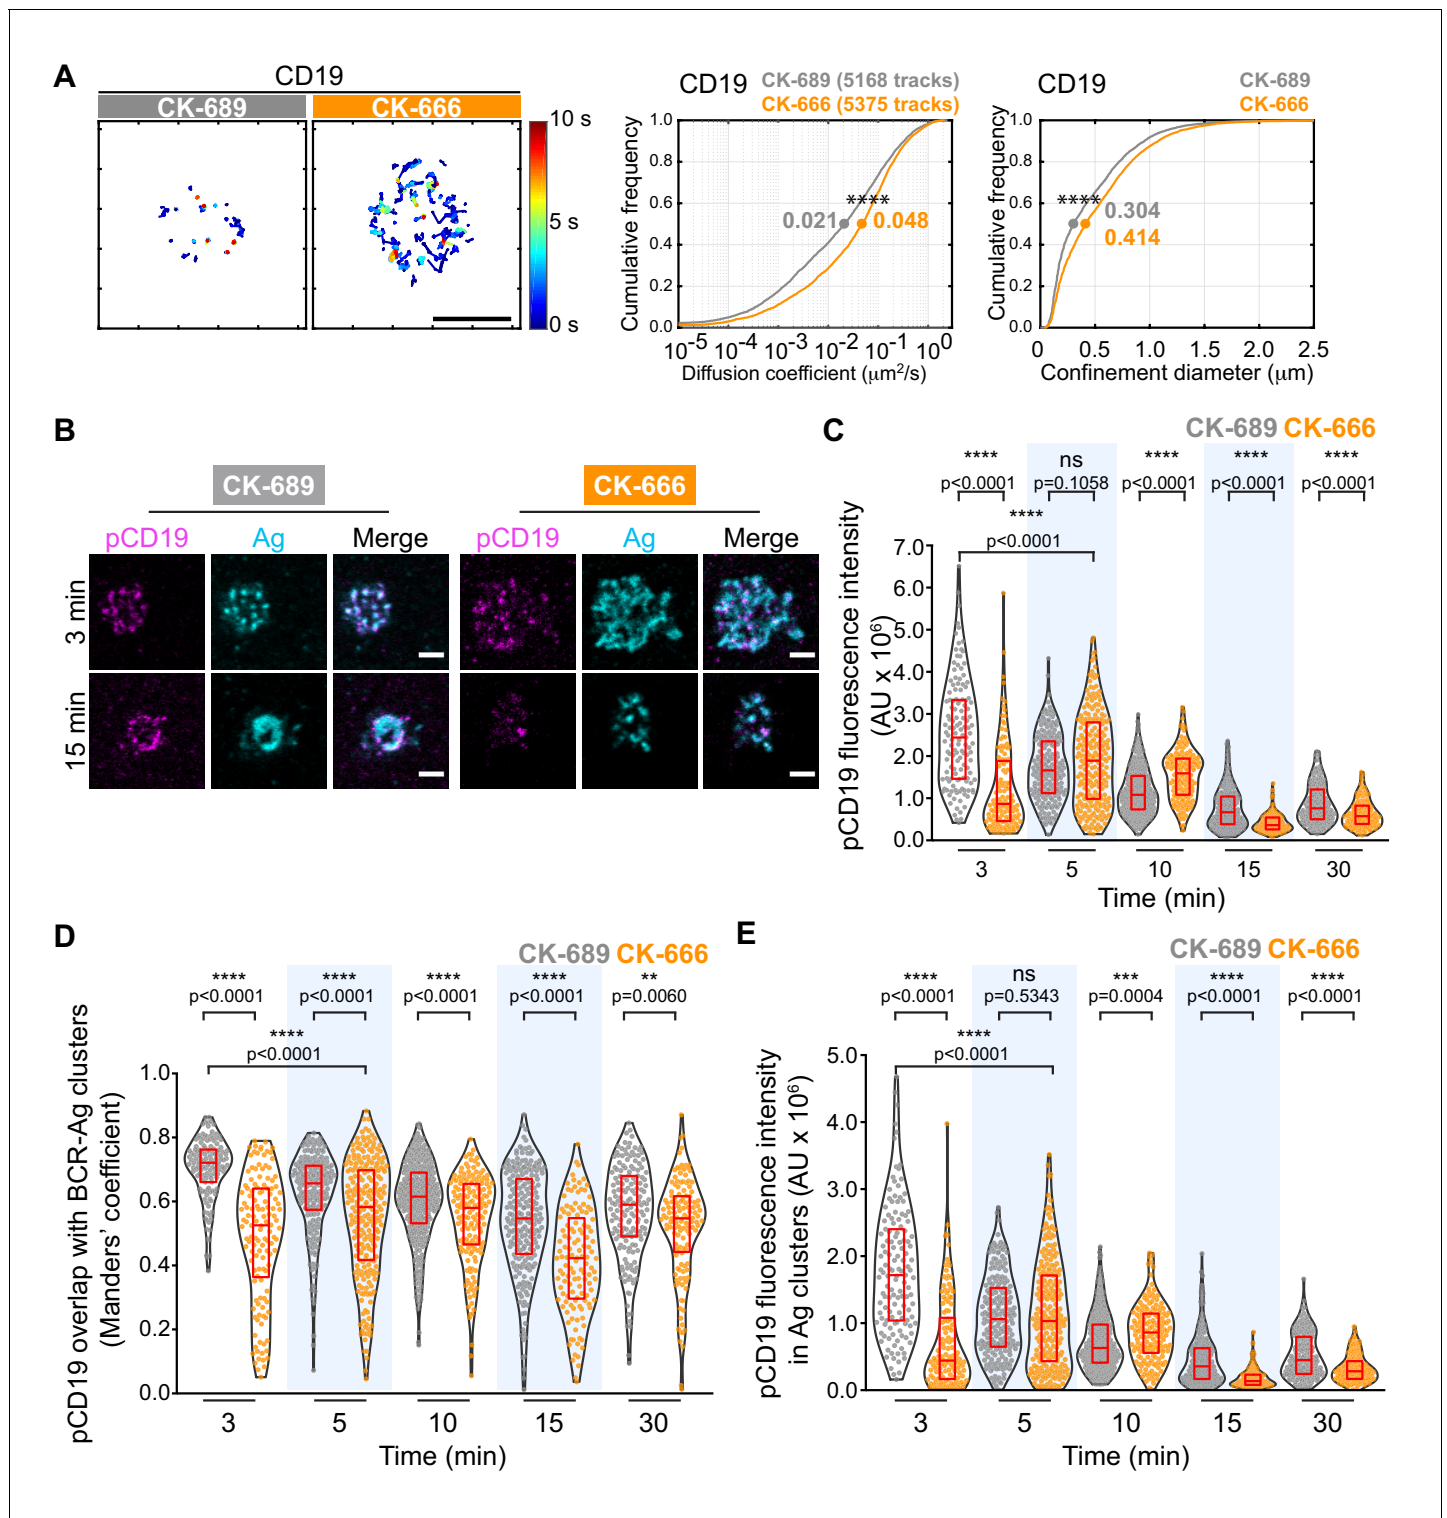 A
CD19
CK-689
CK-666
10 s
5 s
0 s
CD19
CK-689 (5168 tracks)
CK-666 (5375 tracks)
Cumulative frequency
1.0
0.8
0.6
0.4
0.2
0.0
****
0.021
0.048
10⁻⁵ 10⁻⁴ 10⁻³ 10⁻² 10⁻¹ 10⁰
Diffusion coefficient (μm²/s)
CD19
CK-689
CK-666
Cumulative frequency
1.0
0.8
0.6
0.4
0.2
0.0
****
0.304
0.414
0 0.5 1.0 1.5 2.0 2.5
Confinement diameter (μm)
B
CK-689
CK-666
pCD19 Ag Merge pCD19 Ag Merge
3 min
15 min
C
CK-689 CK-666
**** ns **** **** ****
p<0.0001 p=0.1058 p<0.0001 p<0.0001 p<0.0001
****
p<0.0001
pCD19 fluorescence intensity
(AU x 10⁶)
7.0
6.0
5.0
4.0
3.0
2.0
1.0
0.0
3 5 10 15 30
Time (min)
D
CK-689 CK-666
**** **** **** **** **
p<0.0001 p<0.0001 p<0.0001 p<0.0001 p=0.0060
****
p<0.0001
pCD19 overlap with BCR-Ag clusters
(Manders’ coefficient)
1.0
0.8
0.6
0.4
0.2
0.0
3 5 10 15 30
Time (min)
E
CK-689 CK-666
**** ns *** **** ****
p<0.0001 p=0.5343 p=0.0004 p<0.0001 p<0.0001
****
p<0.0001
pCD19 fluorescence intensity
in Ag clusters (AU x 10⁶)
5.0
4.0
3.0
2.0
1.0
0.0
3 5 10 15 30
Time (min)